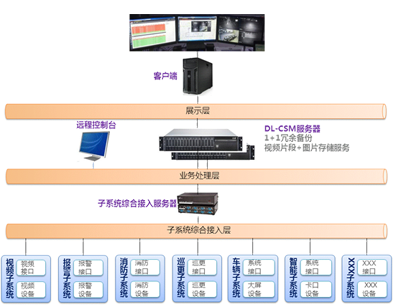 客户端
展示层
远程控制台
DL-CSM服务器
1+1冗余备份
视频片段+图片存储服务
业务处理层
子系统综合接入服务器
子系统综合接入层
视频子系统
视频接口
视频设备
报警子系统
报警接口
报警设备
消防子系统
消防接口
消防设备
巡更子系统
巡更接口
巡更设备
车辆子系统
系统接口
大屏设备
智能子系统
系统接口
卡口设备
XXX子系统
XXX接口
XXX设备